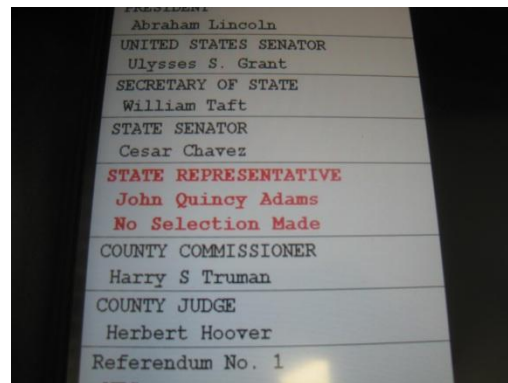 PRESIDENT
Abraham Lincoln
UNITED STATES SENATOR
Ulysses S. Grant
SECRETARY OF STATE
William Taft
STATE SENATOR
Cesar Chavez
STATE REPRESENTATIVE
John Quincy Adams
No Selection Made
COUNTY COMMISSIONER
Harry S Truman
COUNTY JUDGE
Herbert Hoover
Referendum No. 1